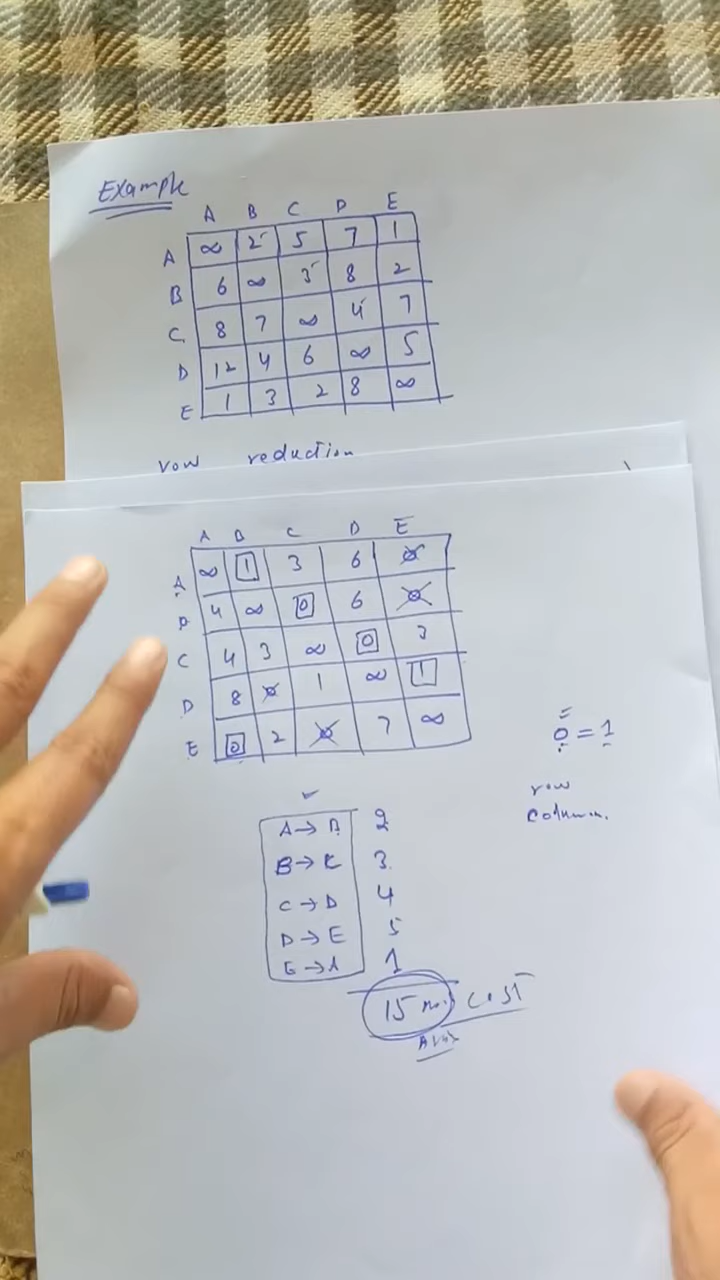 Example
A B C D E
A ∞ 2 5 7 1
B 6 ∞ 3 8 2
C 8 7 ∞ 4 7
D 12 4 6 ∞ 5
E 1 3 2 8 ∞
row reduction
A B C D E
A ∞ 1 3 6 0
B 4 ∞ 0 6 0
C 4 3 ∞ 0 3
D 8 0 1 ∞ 1
E 0 2 0 7 ∞
0 = 1
row
column.
A → B 2
B → C 3
C → D 4
D → E 5
E → A 1
15 cost